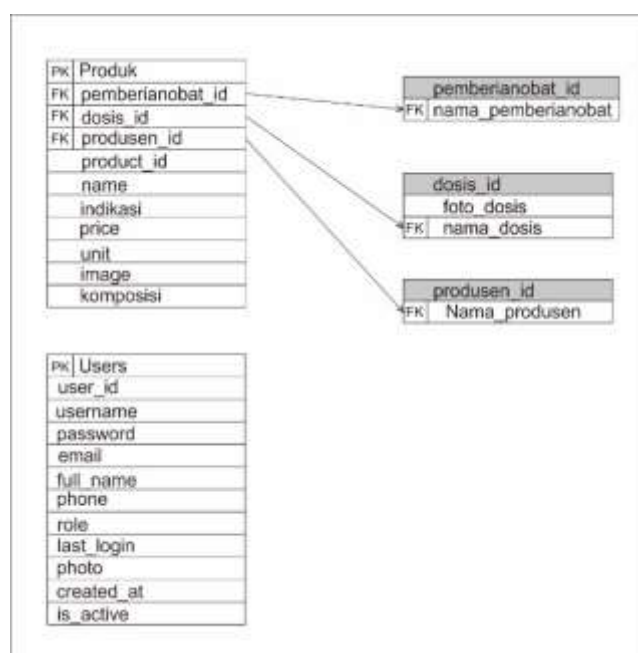 PK Produk
FK pemberianobat_id
FK dosis_id
FK produsen_id
product_id
name
indikasi
price
unit
image
komposisi
pemberianobat_id
FK nama_pemberianobat
dosis_id
foto_dosis
FK nama_dosis
produsen_id
FK Nama_produsen
PK Users
user_id
username
password
email
full_name
phone
role
last_login
photo
created_at
is_active